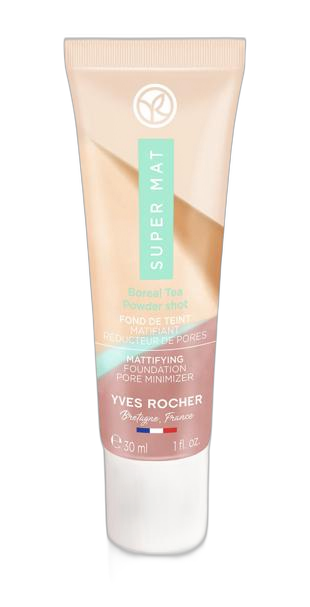 SUPER MAT
Boreal Tea
Powder shot
FOND DE TEINT
MATIFIANT
RÉDUCTEUR DE PORES
MATTIFYING
FOUNDATION
PORE MINIMIZER
YVES ROCHER
Bretagne, France
℮30 ml 1 fl. oz.